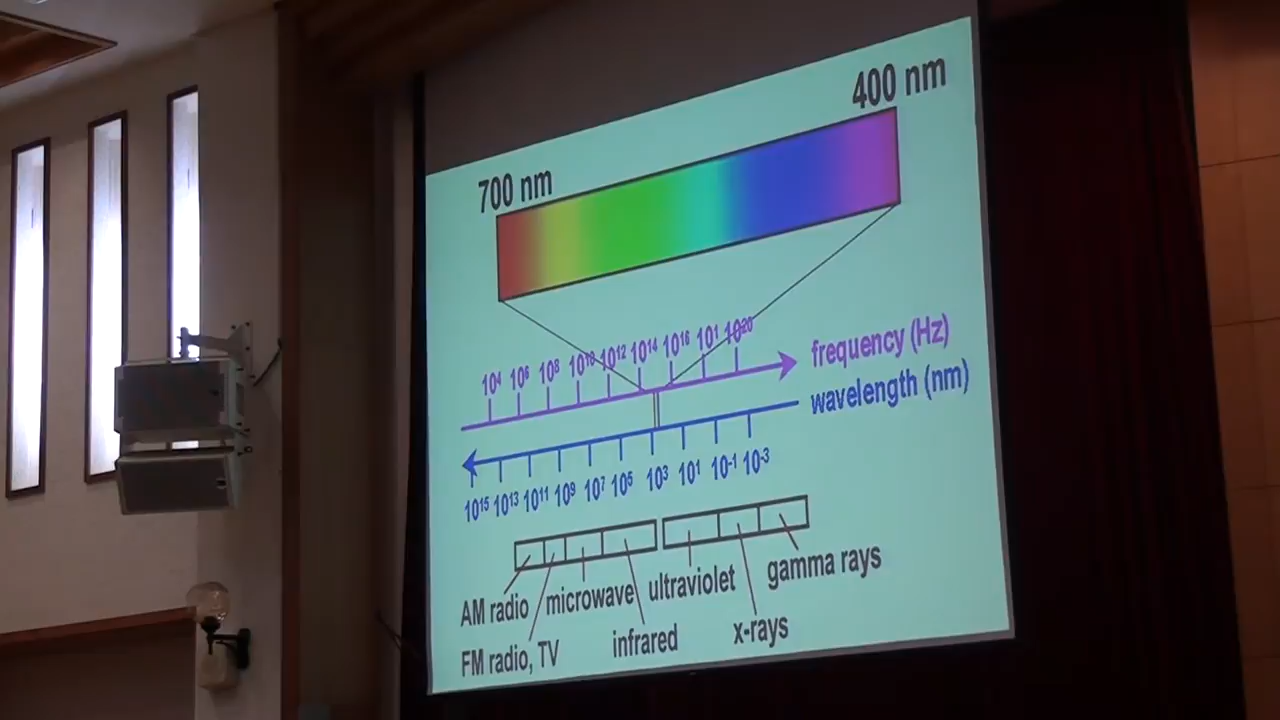 400 nm
700 nm
10⁴ 10⁶ 10⁸ 10¹⁰ 10¹² 10¹⁴ 10¹⁶ 10¹ 10²⁰
frequency (Hz)
wavelength (nm)
10¹⁵ 10¹³ 10¹¹ 10⁹ 10⁷ 10⁵ 10³ 10¹ 10⁻¹ 10⁻³
AM radio microwave ultraviolet gamma rays
FM radio, TV infrared x-rays